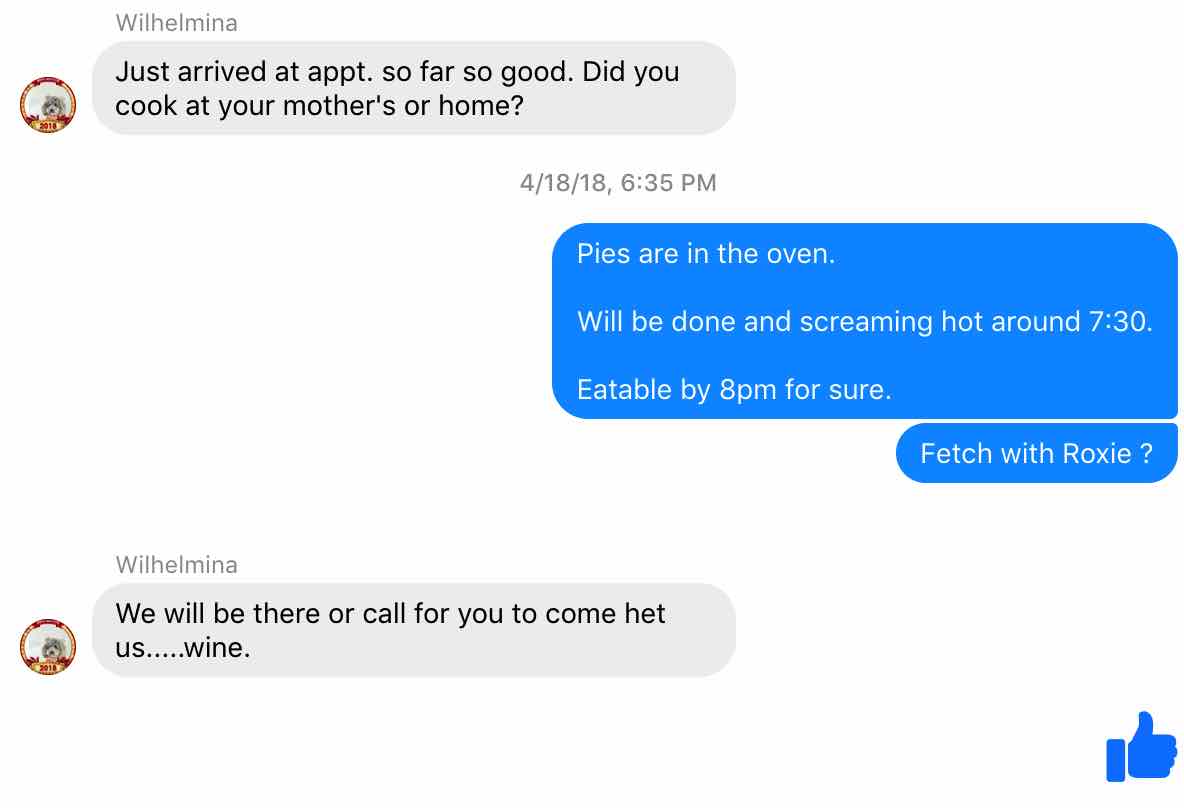 Wilhelmina
Just arrived at appt. so far so good. Did you
cook at your mother's or home?
2018
4/18/18, 6:35 PM
Pies are in the oven.
Will be done and screaming hot around 7:30.
Eatable by 8pm for sure.
Fetch with Roxie ?
Wilhelmina
We will be there or call for you to come het
us.....wine.
2018